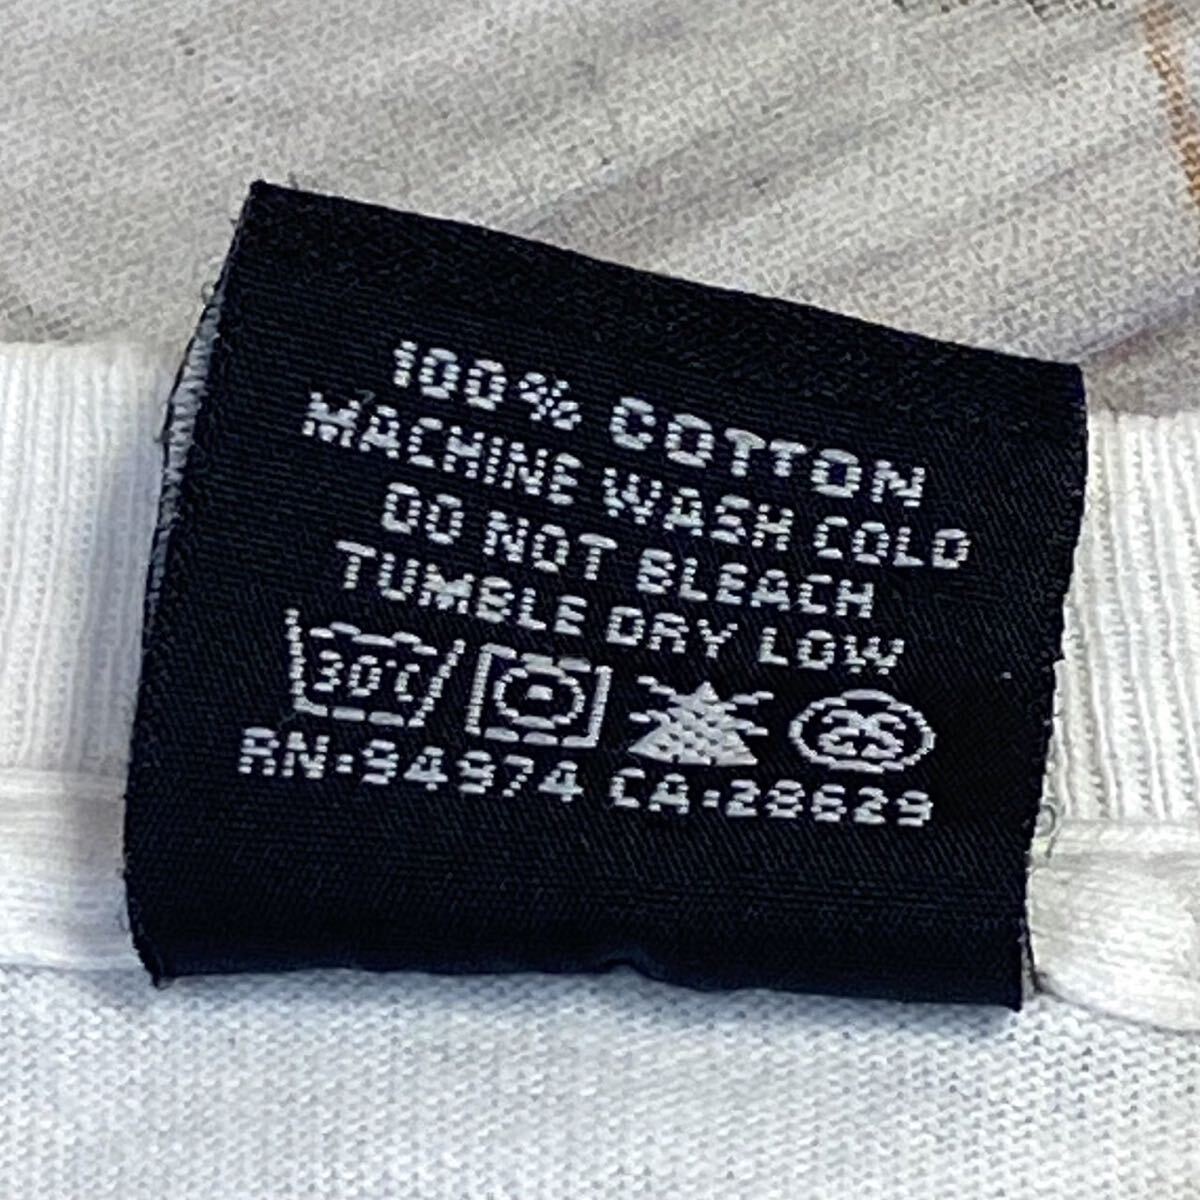 100% COTTON
MACHINE WASH COLD
DO NOT BLEACH
TUMBLE DRY LOW
30°C
RN:94974 CA:28629